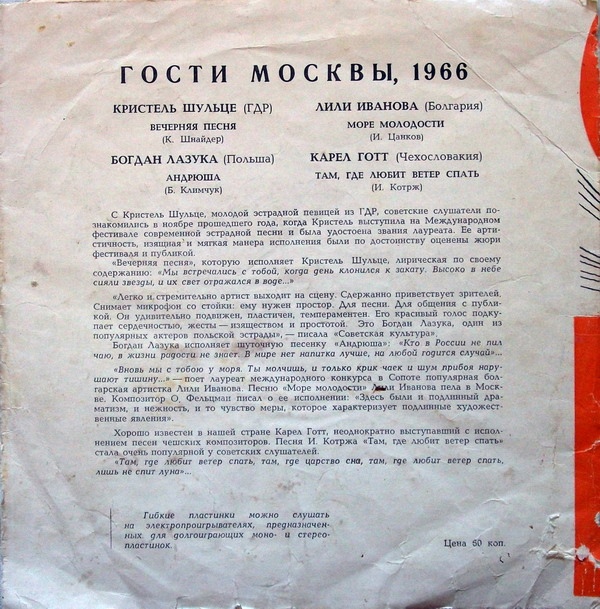 ГОСТИ МОСКВЫ, 1966
КРИСТЕЛЬ ШУЛЬЦЕ (ГДР)
ВЕЧЕРНЯЯ ПЕСНЯ
(К. Шнайдер)
ЛИЛИ ИВАНОВА (Болгария)
МОРЕ МОЛОДОСТИ
(И. Цанков)
БОГДАН ЛАЗУКА (Польша)
АНДРЮША
(Б. Климчук)
КАРЕЛ ГОТТ (Чехословакия)
ТАМ, ГДЕ ЛЮБИТ ВЕТЕР СПАТЬ
(И. Котрж)
С Кристель Шульце, молодой эстрадной певицей из ГДР, советские слушатели по-
знакомились в ноябре прошедшего года, когда Кристель выступила на Международном
фестивале современной эстрадной песни и была удостоена звания лауреата. Ее арти-
стичность, изящная и мягкая манера исполнения были по достоинству оценены жюри
фестиваля и публикой.
«Вечерняя песня», которую исполняет Кристель Шульце, лирическая по своему
содержанию: «Мы встречались с тобой, когда день клонился к закату. Высоко в небе
сияли звезды, и их свет отражался в воде...»
«Легко и стремительно артист выходит на сцену. Сдержанно приветствует зрителей.
Снимает микрофон со стойки: ему нужен простор. Для песни. Для общения с публи-
кой. Он удивительно подвижен, пластичен, темпераментен. Его красивый голос подку-
пает сердечностью, жесты — изяществом и простотой. Это Богдан Лазука, один из
популярных актеров польской эстрады», — писала «Советская культура».
Богдан Лазука исполняет шуточную песенку «Андрюша»: «Кто в России не пил
чаю, в жизни радости не знает. В мире нет напитка лучше, на любой годится случай»...
«Вновь мы с тобою у моря. Ты молчишь, и только крик чаек и шум прибоя нару-
шают тишину...» — поет лауреат международного конкурса в Сопоте популярная бол-
гарская артистка Лили Иванова. Песню «Море молодости» Лили Иванова пела в Моск-
ве. Композитор О. Фельцман писал о ее исполнении: «Здесь были и подлинный дра-
матизм, и нежность, и то чувство меры, которое характеризует подлинные художест-
венные явления».
Хорошо известен в нашей стране Карел Готт, неоднократно выступавший с испол-
нением песен чешских композиторов. Песня И. Котржа «Там, где любит ветер спать»
стала очень популярной у советских слушателей.
«Там, где любит ветер спать, там, где царство сна, там, где любит ветер спать,
лишь не спит луна»...
Гибкие пластинки можно слушать
на электропроигрывателях, предназначен-
ных для долгоиграющих моно- и стерео-
пластинок.
Цена 60 коп.